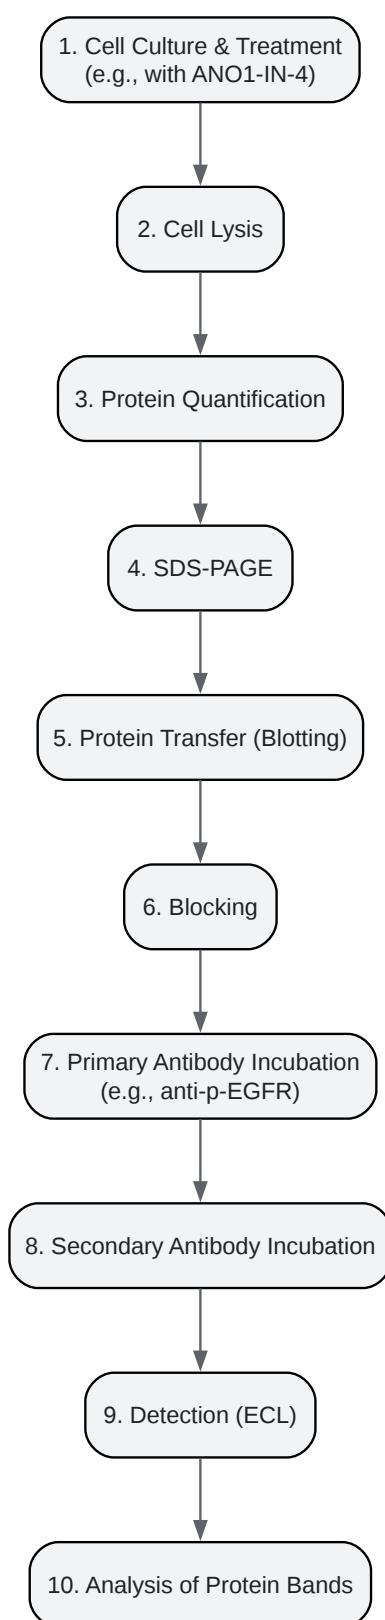 1. Cell Culture & Treatment
(e.g., with ANO1-IN-4)
2. Cell Lysis
3. Protein Quantification
4. SDS-PAGE
5. Protein Transfer (Blotting)
6. Blocking
7. Primary Antibody Incubation
(e.g., anti-p-EGFR)
8. Secondary Antibody Incubation
9. Detection (ECL)
10. Analysis of Protein Bands